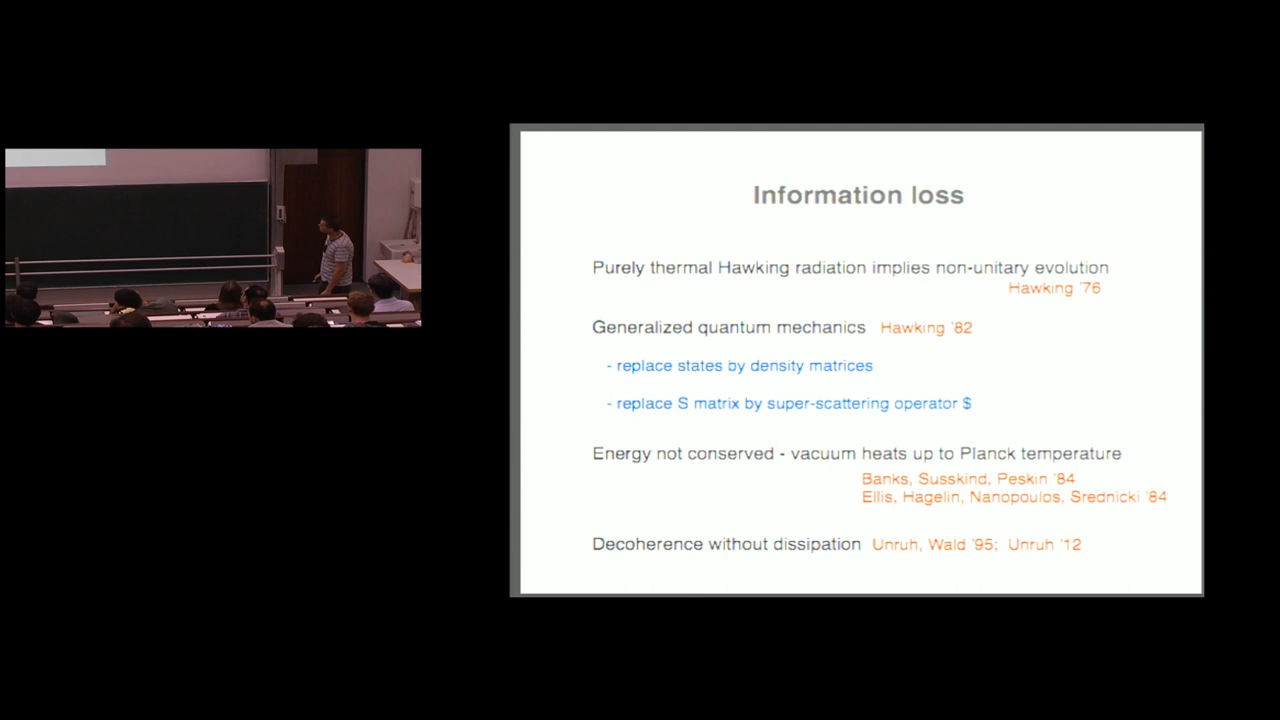 Information loss
Purely thermal Hawking radiation implies non-unitary evolution
Hawking '76
Generalized quantum mechanics Hawking '82
- replace states by density matrices
- replace S matrix by super-scattering operator $
Energy not conserved - vacuum heats up to Planck temperature
Banks, Susskind, Peskin '84
Ellis, Hagelin, Nanopoulos, Srednicki '84
Decoherence without dissipation Unruh, Wald '95; Unruh '12